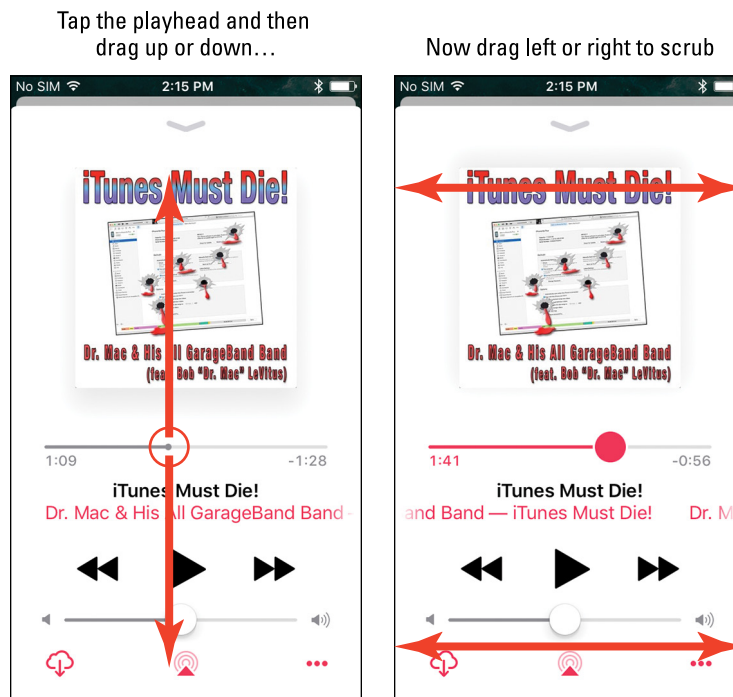 Tap the playhead and then
drag up or down…
No SIM 2:15 PM
iTunes Must Die!
Dr. Mac & His All GarageBand Band
(feat. Bob "Dr. Mac" LeVitus)
1:09 -1:28
iTunes Must Die!
Dr. Mac & His All GarageBand Band -
Now drag left or right to scrub
No SIM 2:15 PM
iTunes Must Die!
Dr. Mac & His All GarageBand Band
(feat. Bob "Dr. Mac" LeVitus)
1:41 -0:56
iTunes Must Die!
and Band — iTunes Must Die! Dr. M